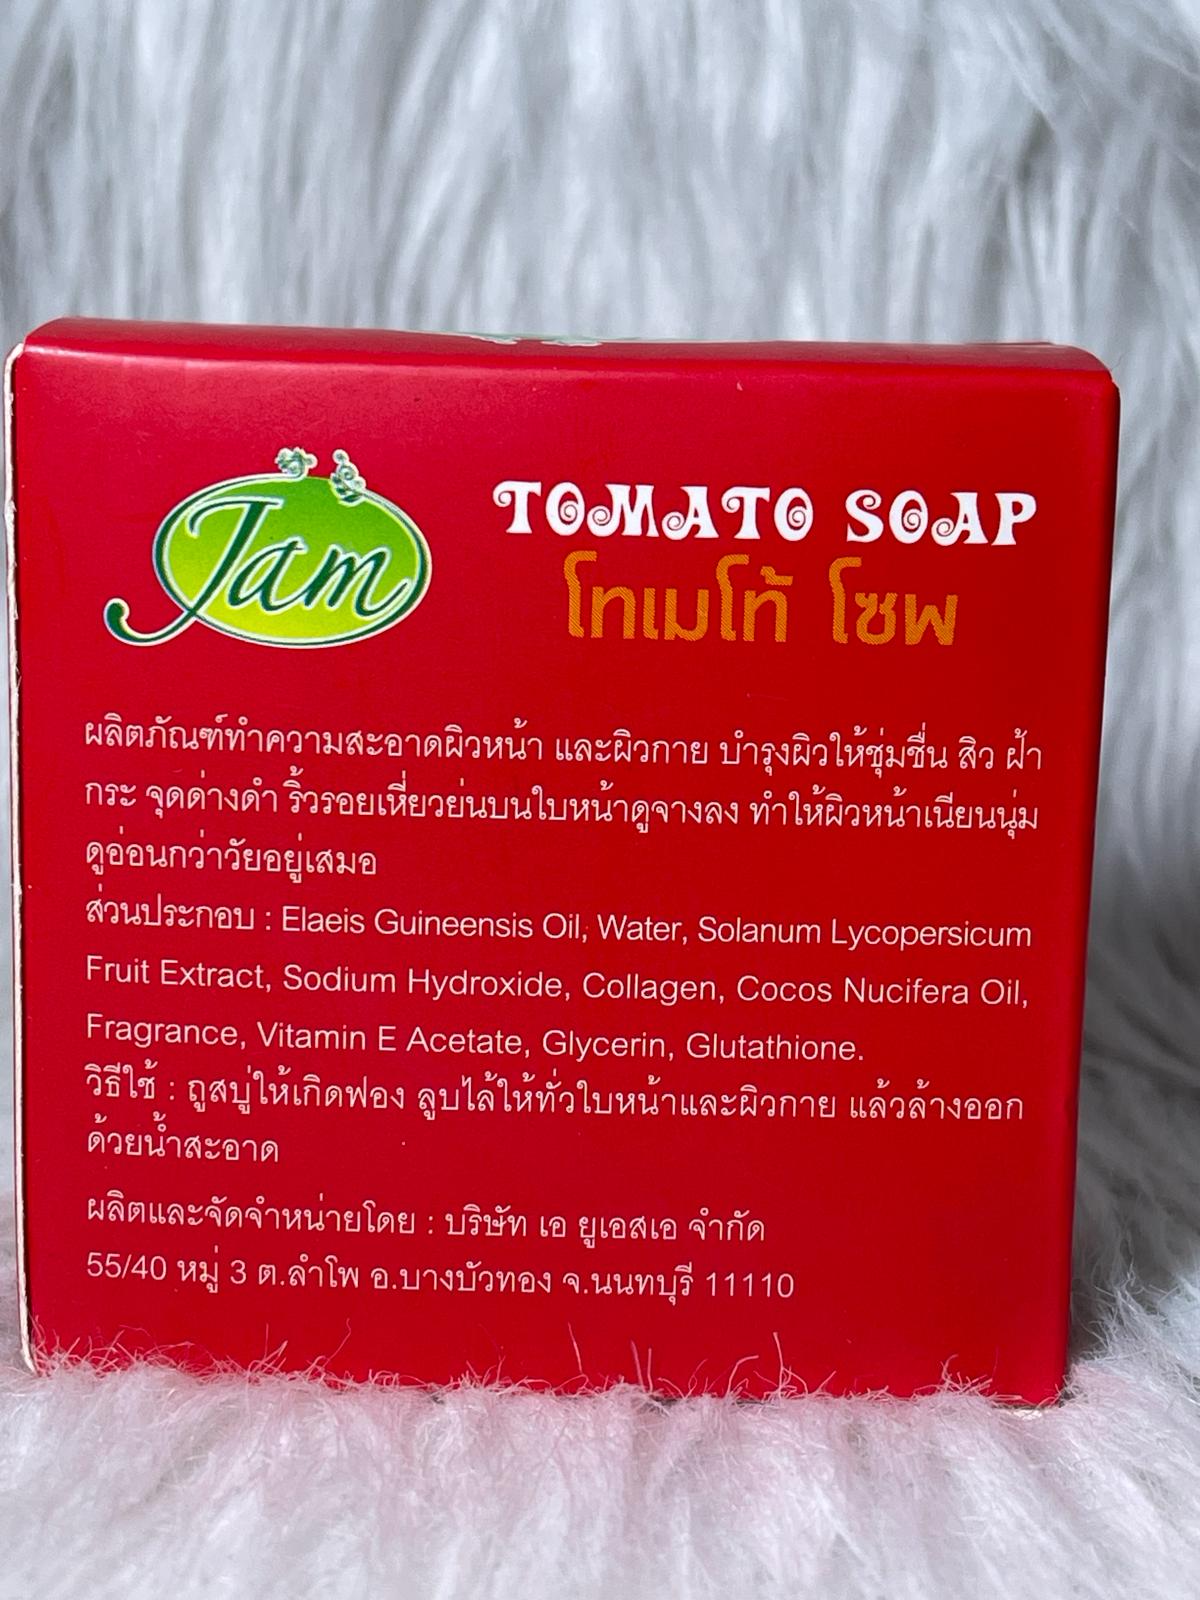 Jam
TOMATO SOAP
โทเมโท้ โซพ
ผลิตภัณฑ์ทำความสะอาดผิวหน้า และผิวกาย บำรุงผิวให้ชุ่มชื่น สิว ฝ้า
กระ จุดด่างดำ ริ้วรอยเหี่ยวย่นบนใบหน้าดูจางลง ทำให้ผิวหน้าเนียนนุ่ม
ดูอ่อนกว่าวัยอยู่เสมอ
ส่วนประกอบ : Elaeis Guineensis Oil, Water, Solanum Lycopersicum
Fruit Extract, Sodium Hydroxide, Collagen, Cocos Nucifera Oil,
Fragrance, Vitamin E Acetate, Glycerin, Glutathione.
วิธีใช้ : ถูสบู่ให้เกิดฟอง ลูบไล้ให้ทั่วใบหน้าและผิวกาย แล้วล้างออก
ด้วยน้ำสะอาด
ผลิตและจัดจำหน่ายโดย : บริษัท เอ ยูเอสเอ จำกัด
55/40 หมู่ 3 ต.ลำโพ อ.บางบัวทอง จ.นนทบุรี 11110